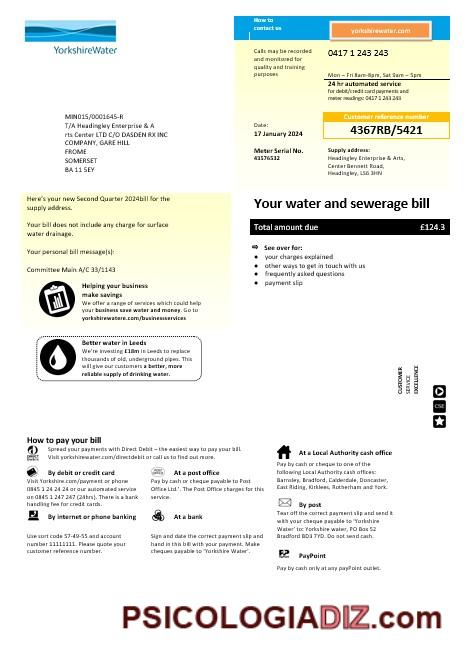 YorkshireWater
How to
contact us
yorkshirewater.com
Calls may be recorded
and monitored for
quality and training
purposes
0417 1 243 243
Mon – Fri 8am-8pm, Sat 9am – 5pm
24 hr automated service
for debit/credit card payments and
meter readings: 0417 1 243 243
MIN015/0001645-R
T/A Headingley Enterprise & A
rts Center LTD C/O DASDEN RX INC
COMPANY, GARE HILL
FROME
SOMERSET
BA 11 5EY
Date:
17 January 2024
Customer reference number
4367RB/5421
Meter Serial No.
43576532
Supply address:
Headingley Enterprise & Arts,
Center Bennett Road,
Headingley, LS6 3HN
Here's your new Second Quarter 2024bill for the
supply address.
Your bill does not include any charge for surface
water drainage.
Your personal bill message(s):
Committee Main A/C 33/1143
Helping your business
make savings
We offer a range of services which could help
your business save water and money. Go to
yorkshirewatere.com/businesservices
Your water and sewerage bill
Total amount due £124.3
See over for:
your charges explained
other ways to get in touch with us
frequently asked questions
payment slip
Better water in Leeds
We're investing £18m in Leeds to replace
thousands of old, underground pipes. This
will give our customers a better, more
reliable supply of drinking water.
CUSTOMER
SERVICE
EXCELLENCE
CSE
How to pay your bill
Spread your payments with Direct Debit – the easiest way to pay your bill.
Visit yorkshirewater.com/directdebit or call us to find out more.
By debit or credit card
Visit Yorkshire.com/payment or phone
0845 1 24 24 24 or our automated service
on 0845 1 247 247 (24hrs). There is a bank
handling fee for credit cards.
At a post office
Pay by cash or cheque payable to Post
Office Ltd.'. The Post Office charges for this
service.
By internet or phone banking
Use sort code 57-49-55 and account
number 11111111. Please quote your
customer reference number.
At a bank
Sign and date the correct payment slip and
hand in this bill with your payment. Make
cheques payable to 'Yorkshire Water'.
At a Local Authority cash office
Pay by cash or cheque to one of the
following Local Authority cash offices:
Barnsley, Bradford, Calderdale, Doncaster,
East Riding, Kirklees, Rotherham and York.
By post
Tear off the correct payment slip and send it
with your cheque payable to 'Yorkshire
Water' to: Yorkshire water, PO Box 52
Bradford BD3 7YD. Do not send cash.
PayPoint
Pay by cash only at any payPoint outlet.
PSICOLOGIADIZ.com